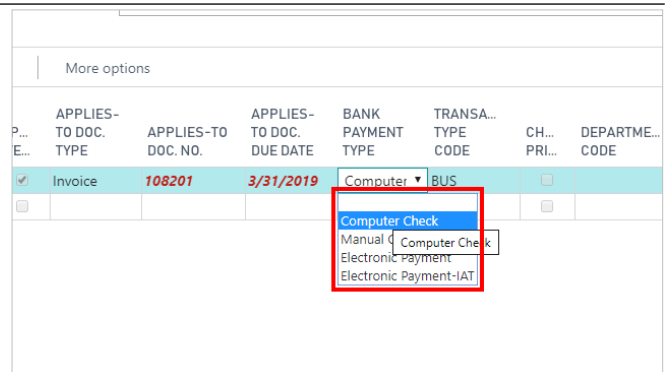 More options
APPLIES-
TO DOC.
TYPE
APPLIES-TO
DOC. NO.
APPLIES-
TO DOC.
DUE DATE
BANK
PAYMENT
TYPE
TRANSA...
TYPE
CODE
CH...
PRI...
DEPARTME...
CODE
P...
E...
Invoice 108201 3/31/2019 Computer BUS
Computer Check
Manual
Computer Check
Electronic Payment
Electronic Payment-IAT